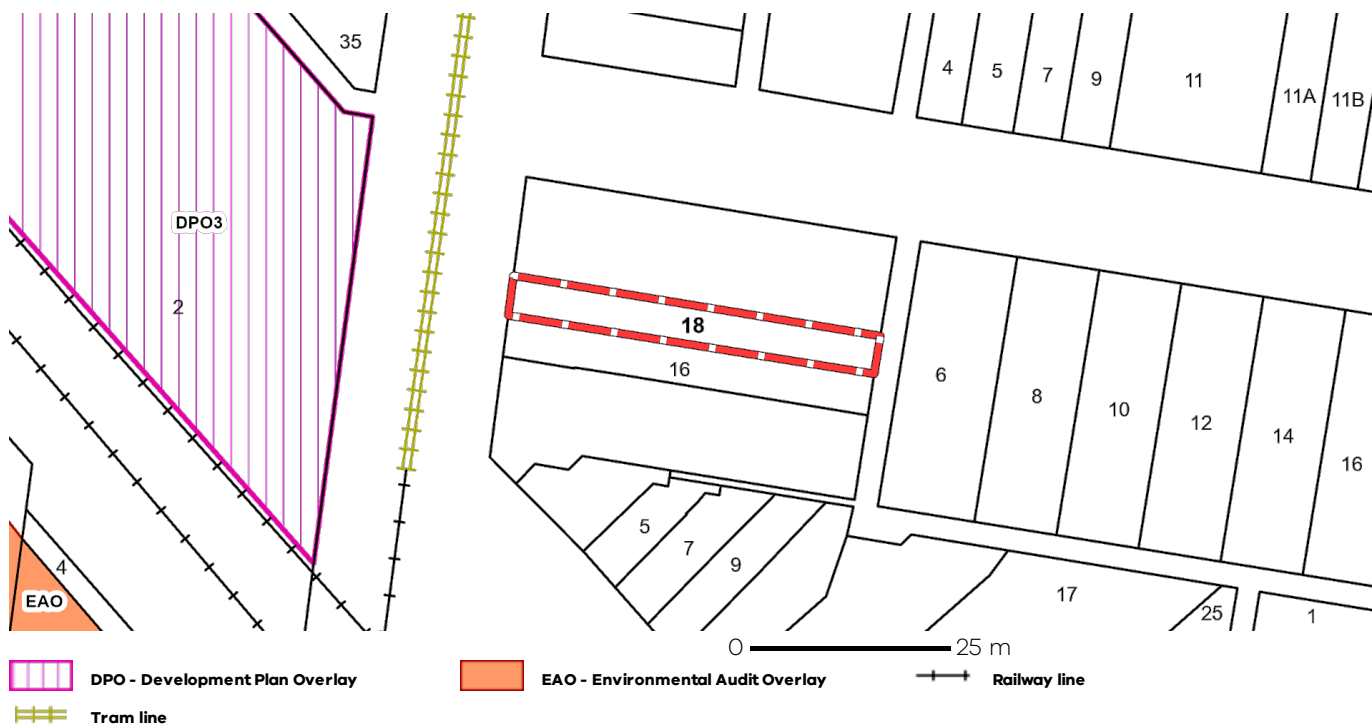 35
4
5
7
9
11
11A
11B
DPO3
2
18
16
6
8
10
12
14
16
5
7
9
4
EAO
17
25
1
0 25 m
DPO - Development Plan Overlay
EAO - Environmental Audit Overlay
Railway line
Tram line